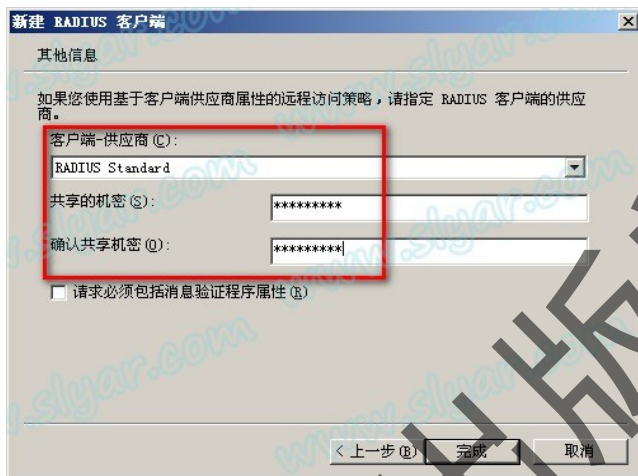 新建 RADIUS 客户端
其他信息
如果您使用基于客户端供应商属性的远程访问策略，请指定 RADIUS 客户端的供应
商。
客户端-供应商(C):
RADIUS Standard
共享的机密(S):
*********
确认共享机密(O):
*********
请求必须包括消息验证程序属性(R)
< 上一步(B)
完成
取消
www.slyar.com
版